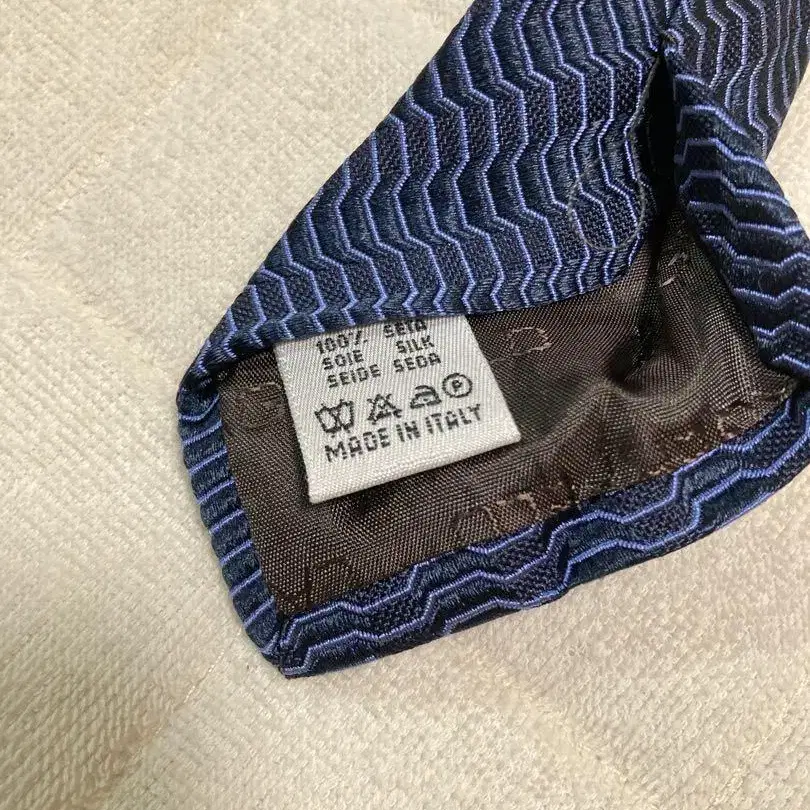 100% SETA
SOIE SILK
SEIDE SEDA
P
MADE IN ITALY